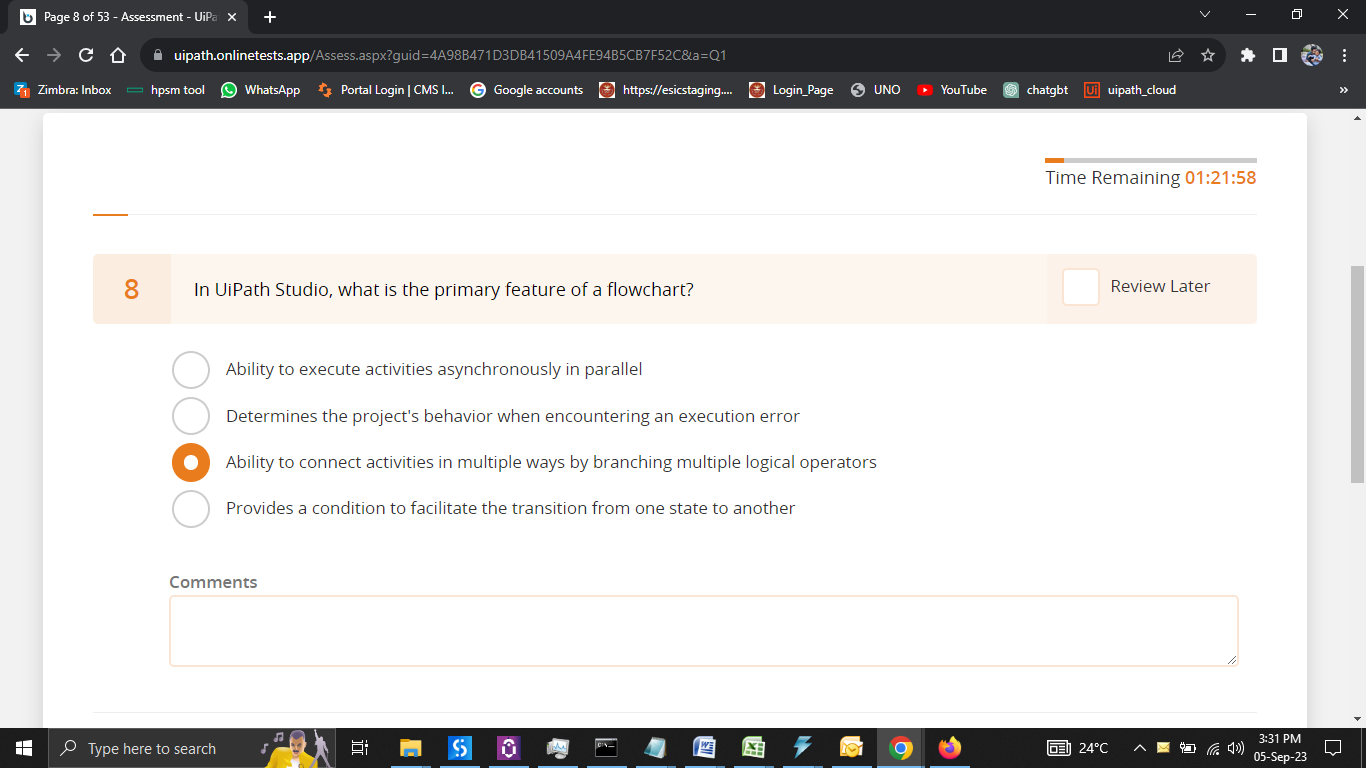 Page 8 of 53 - Assessment - UiPa
uipath.onlinetests.app/Assess.aspx?guid=4A98B471D3DB41509A4FE94B5CB7F52C&a=Q1
Zimbra: Inbox
hpsm tool
WhatsApp
Portal Login | CMS I...
Google accounts
https://esicstaging....
Login_Page
UNO
YouTube
chatgbt
uipath_cloud
»
Time Remaining 01:21:58
8
In UiPath Studio, what is the primary feature of a flowchart?
Review Later
Ability to execute activities asynchronously in parallel
Determines the project's behavior when encountering an execution error
Ability to connect activities in multiple ways by branching multiple logical operators
Provides a condition to facilitate the transition from one state to another
Comments
Type here to search
24°C
3:31 PM
05-Sep-23